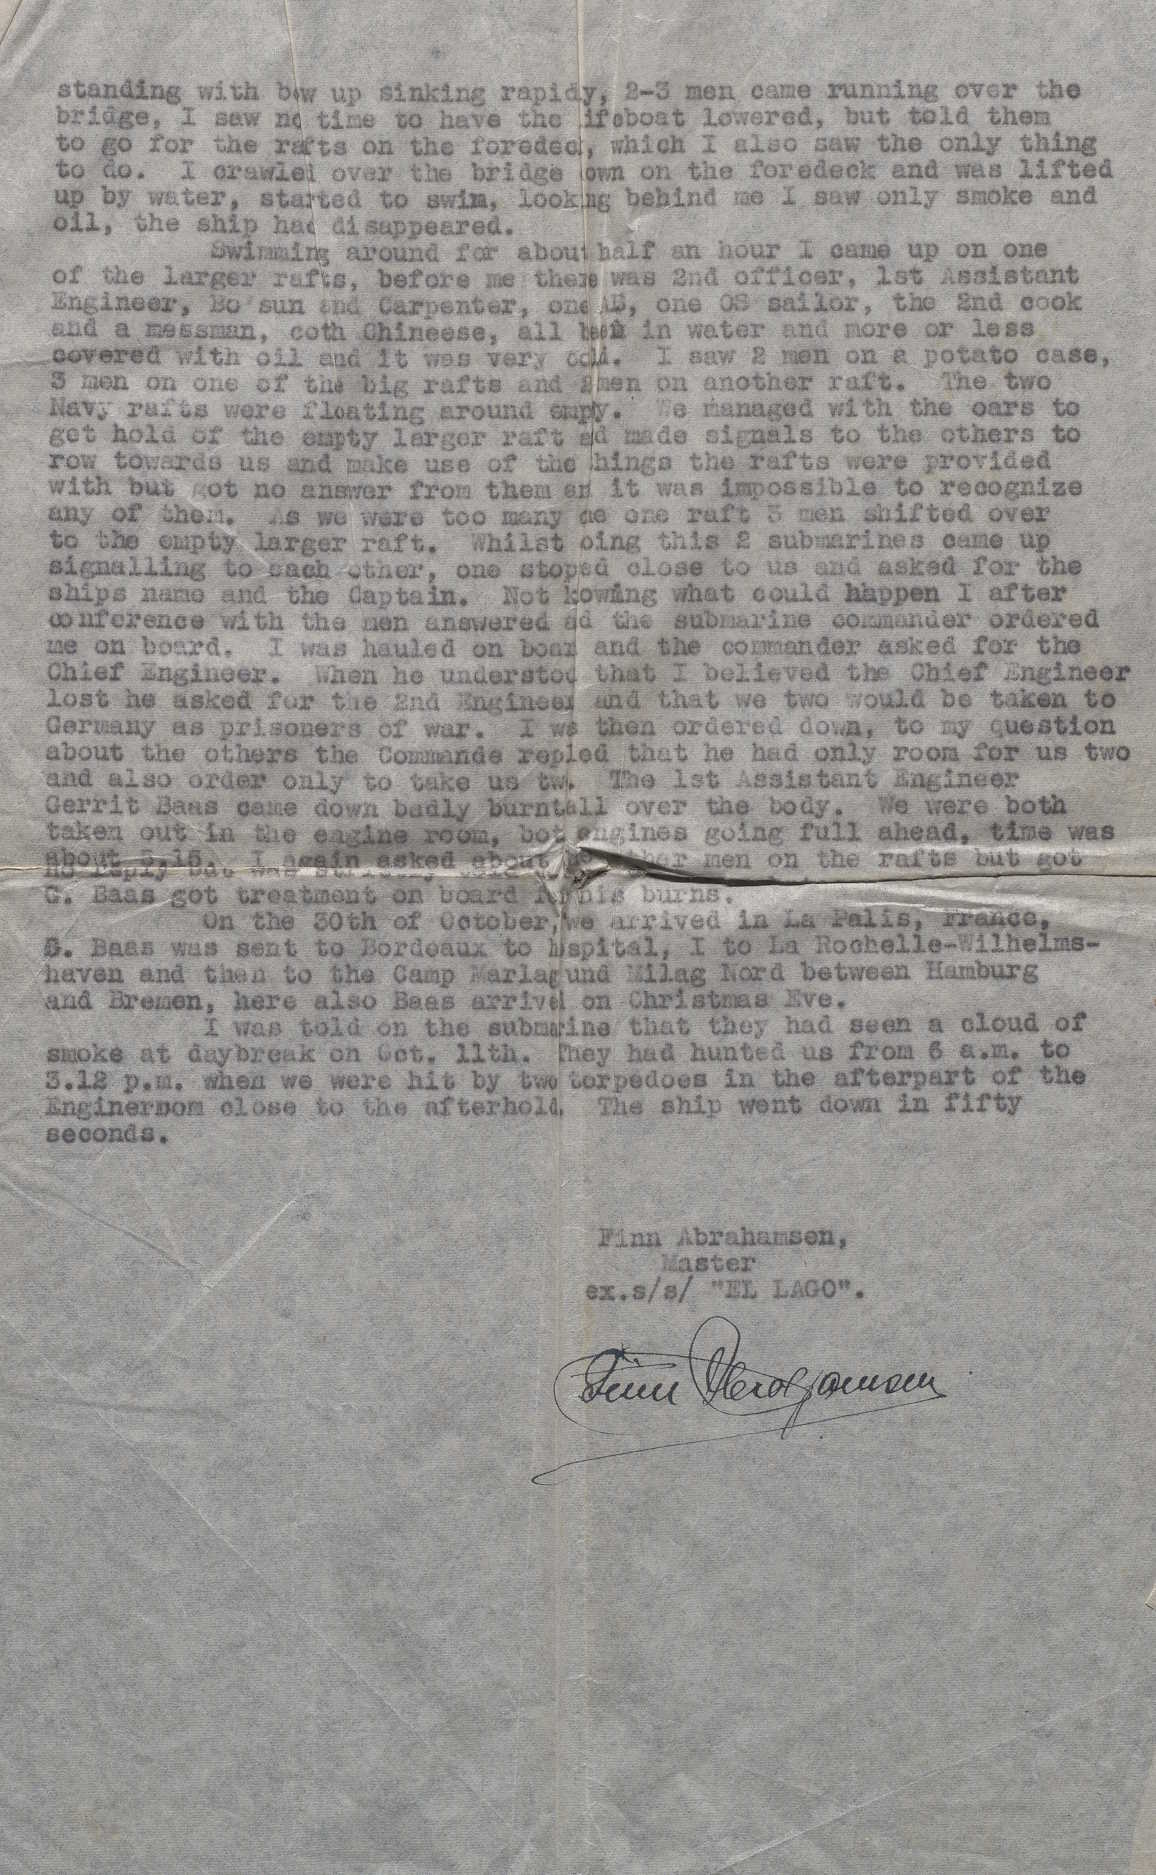 standing with bow up sinking rapidy, 2-3 men came running over the
bridge, I saw no time to have the lifeboat lowered, but told them
to go for the rafts on the foredeck, which I also saw the only thing
to do. I crawled over the bridge down on the foredeck and was lifted
up by water, started to swim, looking behind me I saw only smoke and
oil, the ship had disappeared.
Swimming around for about half an hour I came up on one
of the larger rafts, before me there was 2nd officer, 1st Assistant
Engineer, Bo'sun and Carpenter, one AB, one OS sailor, the 2nd cook
and a messman, both Chineese, all been in water and more or less
covered with oil and it was very cold. I saw 2 men on a potato case,
3 men on one of the big rafts and 2 men on another raft. The two
Navy rafts were floating around empy. We managed with the oars to
get hold of the empty larger raft and made signals to the others to
row towards us and make use of the things the rafts were provided
with but got no answer from them and it was impossible to recognize
any of them. As we were too many on one raft 3 men shifted over
to the empty larger raft. Whilst doing this 2 submarines came up
signalling to each other, one stoped close to us and asked for the
ships name and the Captain. Not kowing what could happen I after
conference with the men answered and the submarine commander ordered
me on board. I was hauled on board and the commander asked for the
Chief Engineer. When he understood that I believed the Chief Engineer
lost he asked for the 2nd Engineer and that we two would be taken to
Germany as prisoners of war. I was then ordered down, to my question
about the others the Commande repled that he had only room for us two
and also order only to take us two. The 1st Assistant Engineer
Gerrit Baas came down badly burnt all over the body. We were both
taken out in the engine room, both engines going full ahead, time was
about 5.15. I again asked about the other men on the rafts but got
no reply but was strictly told
G. Baas got treatment on board for his burns.
On the 30th of October, we arrived in La Palis, France,
G. Baas was sent to Bordeaux to hospital, I to La Rochelle-Wilhelms-
haven and then to the Camp Marlag und Milag Nord between Hamburg
and Bremen, here also Baas arrived on Christmas Eve.
I was told on the submarine that they had seen a cloud of
smoke at daybreak on Oct. 11th. They had hunted us from 6 a.m. to
3.12 p.m. when we were hit by two torpedoes in the afterpart of the
Enginerwom close to the afterhold. The ship went down in fifty
seconds.
Finn Abrahamsen,
Master
ex.s/s/ "EL LAGO".
Finn Abrahamsen